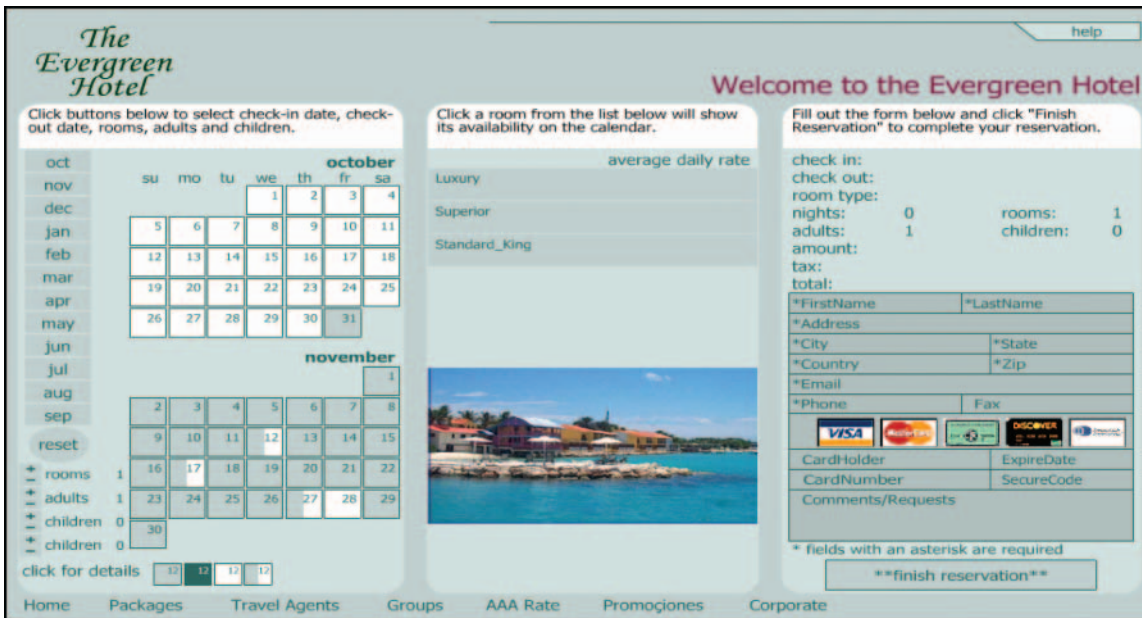 The
Evergreen
Hotel
help
Welcome to the Evergreen Hotel
Click buttons below to select check-in date, check-
out date, rooms, adults and children.
oct
nov
dec
jan
feb
mar
apr
may
jun
jul
aug
sep
reset
+ - rooms 1
+ - adults 1
+ - children 0
+ - children 0
october
su mo tu we th fr sa
1 2 3 4
5 6 7 8 9 10 11
12 13 14 15 16 17 18
19 20 21 22 23 24 25
26 27 28 29 30 31
november
1
2 3 4 5 6 7 8
9 10 11 12 13 14 15
16 17 18 19 20 21 22
23 24 25 26 27 28 29
30
click for details 12 12 12 12
Click a room from the list below will show
its availability on the calendar.
average daily rate
Luxury
Superior
Standard_King
Fill out the form below and click "Finish
Reservation" to complete your reservation.
check in:
check out:
room type:
nights: 0 rooms: 1
adults: 1 children: 0
amount:
tax:
total:
*FirstName *LastName
*Address
*City *State
*Country *Zip
*Email
*Phone Fax
VISA MasterCard DISCOVER
CardHolder ExpireDate
CardNumber SecureCode
Comments/Requests
* fields with an asterisk are required
**finish reservation**
Home Packages Travel Agents Groups AAA Rate Promoçiones Corporate